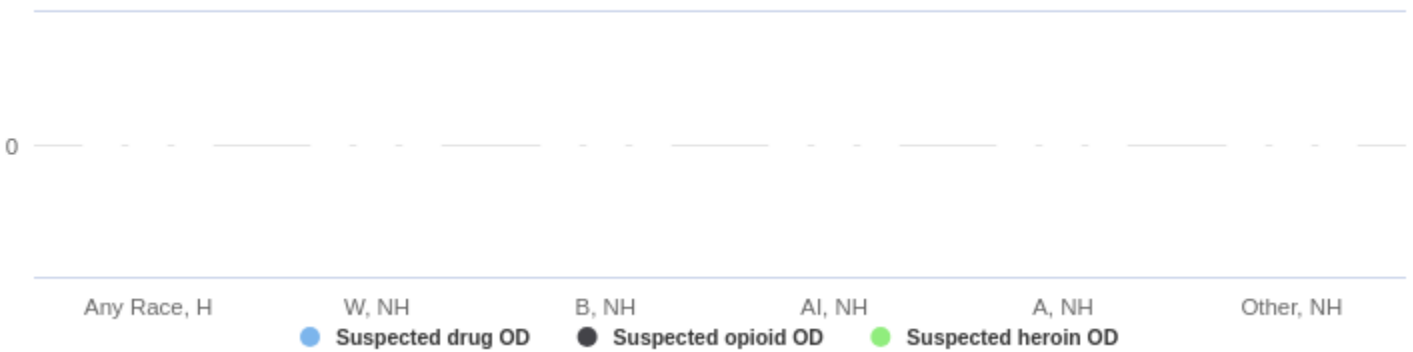 0
Any Race, H W, NH B, NH AI, NH A, NH Other, NH
Suspected drug OD Suspected opioid OD Suspected heroin OD